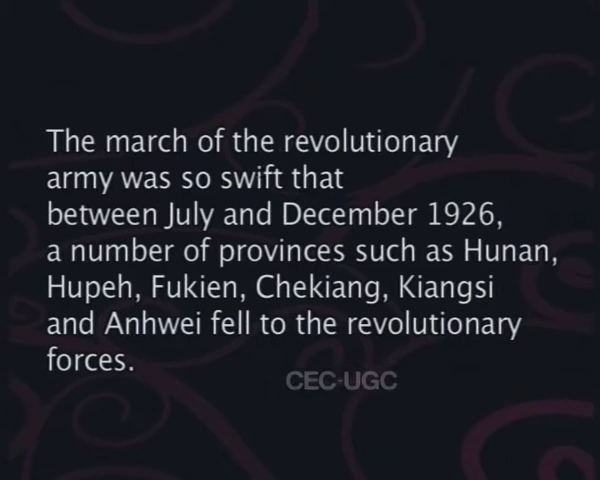 The march of the revolutionary
army was so swift that
between July and December 1926,
a number of provinces such as Hunan,
Hupeh, Fukien, Chekiang, Kiangsi
and Anhwei fell to the revolutionary
forces.
CEC-UGC